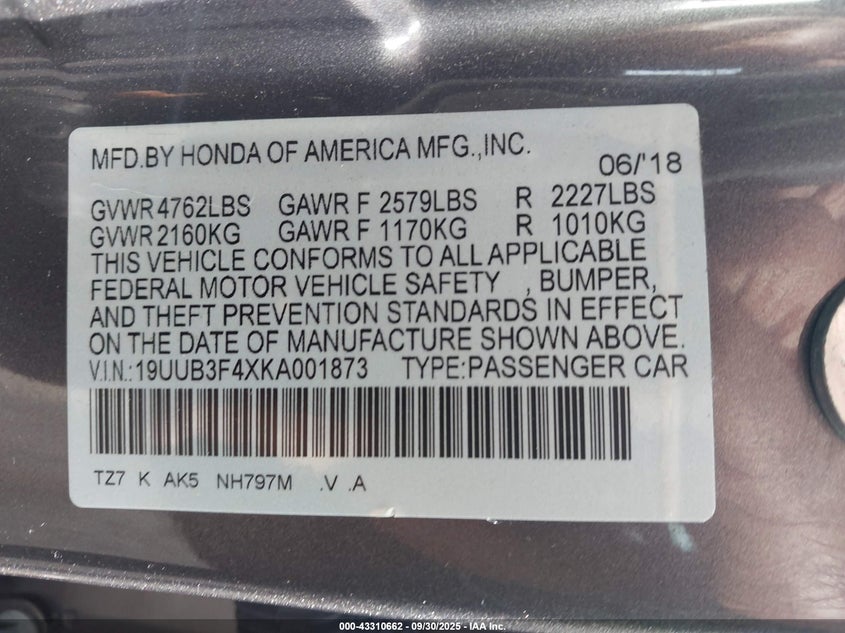 MFD.BY HONDA OF AMERICA MFG.,INC.
06/'18
GVWR 4762LBS GAWR F 2579LBS R 2227LBS
GVWR 2160KG GAWR F 1170KG R 1010KG
THIS VEHICLE CONFORMS TO ALL APPLICABLE
FEDERAL MOTOR VEHICLE SAFETY , BUMPER,
AND THEFT PREVENTION STANDARDS IN EFFECT
ON THE DATE OF MANUFACTURE SHOWN ABOVE.
V.I.N.:19UUB3F4XKA001873 TYPE:PASSENGER CAR
TZ7 K AK5 NH797M .V .A
000-43310662 - 09/30/2025 - IAA Inc.